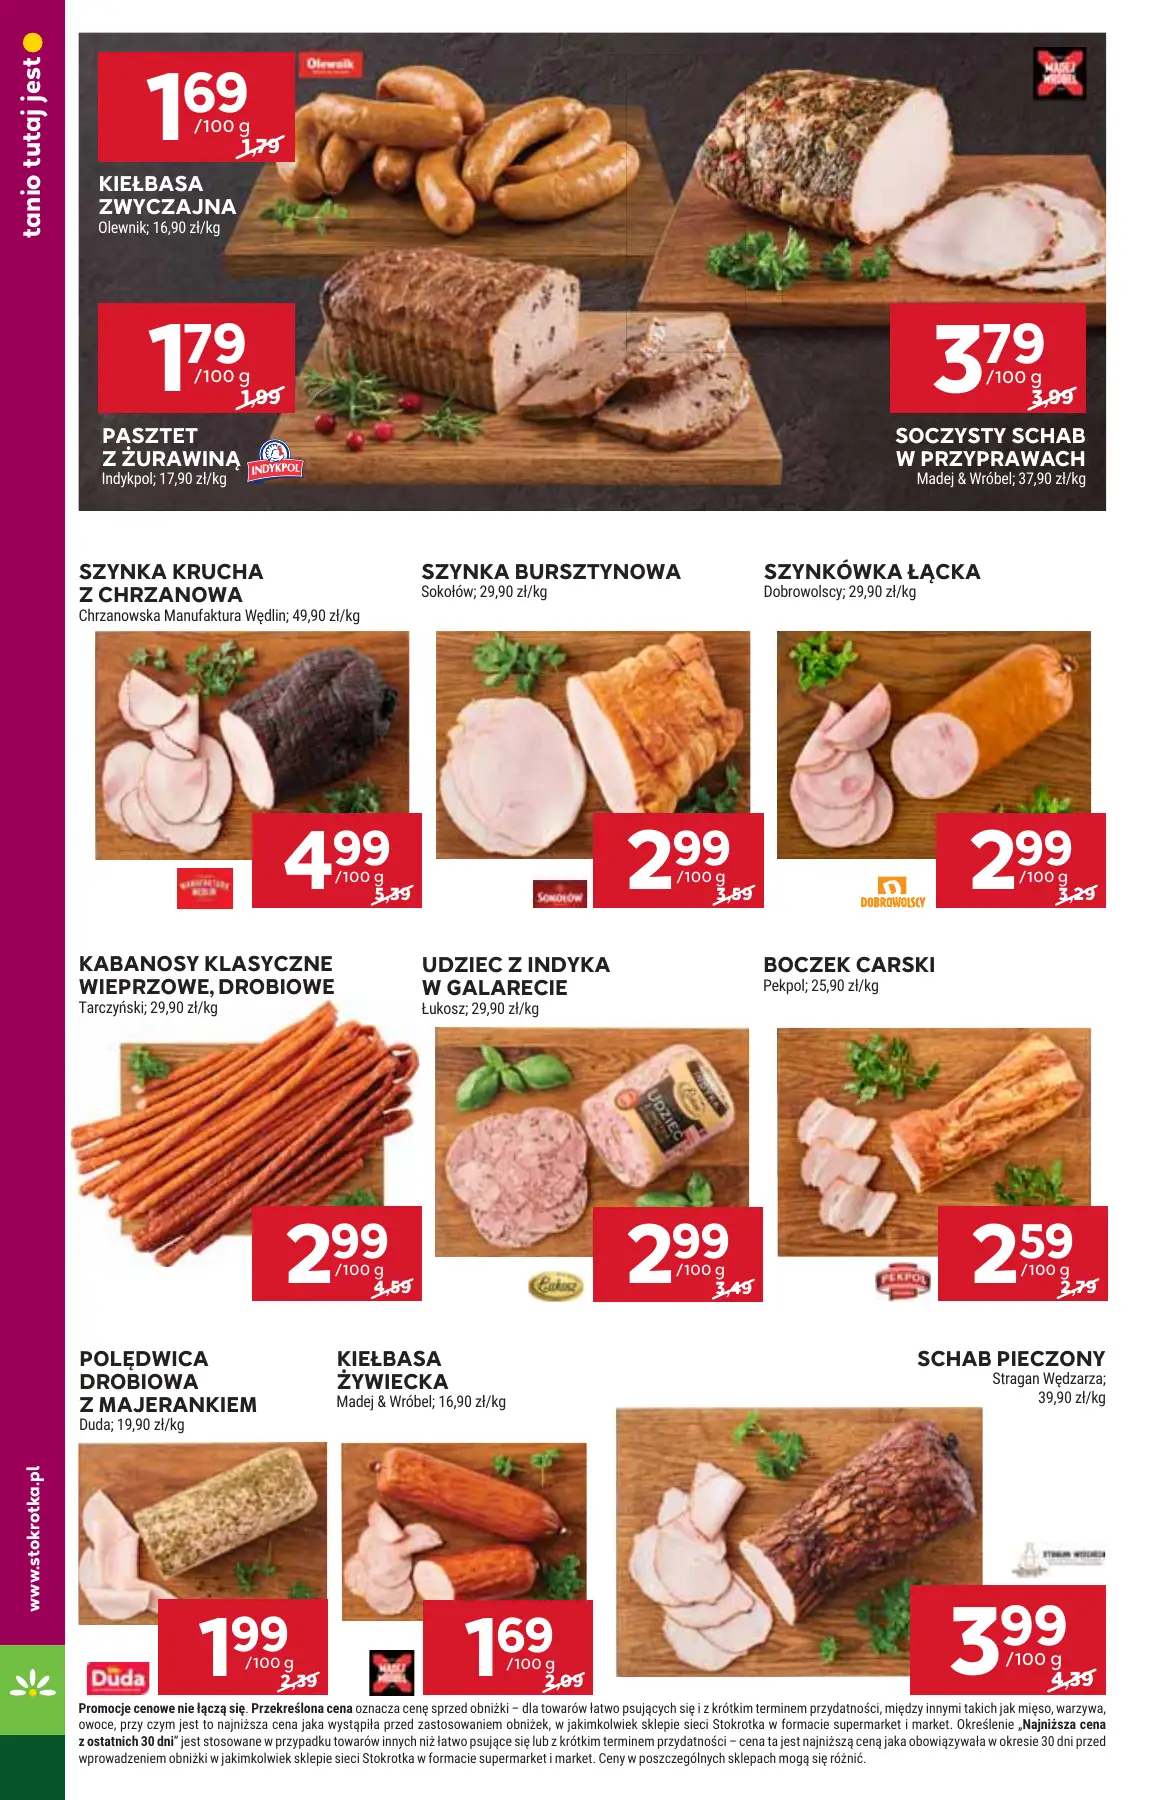 tanio tutaj jest
Olewnik
MADEJ
WRÓBEL
1 69
/100 g
1,79
KIEŁBASA
ZWYCZAJNA
Olewnik; 16,90 zł/kg
1 79
/100 g
1,99
PASZTET
Z ŻURAWINĄ
Indykpol; 17,90 zł/kg
INDYKPOL
3 79
/100 g
3,99
SOCZYSTY SCHAB
W PRZYPRAWACH
Madej & Wróbel; 37,90 zł/kg
SZYNKA KRUCHA
Z CHRZANOWA
Chrzanowska Manufaktura Wędlin; 49,90 zł/kg
MANUFAKTURA
WĘDLIN
4 99
/100 g
5,39
SZYNKA BURSZTYNOWA
Sokołów; 29,90 zł/kg
SOKOŁÓW
2 99
/100 g
3,59
SZYNKÓWKA ŁĄCKA
Dobrowolscy; 29,90 zł/kg
DOBROWOLSCY
2 99
/100 g
3,29
KABANOSY KLASYCZNE
WIEPRZOWE, DROBIOWE
Tarczyński; 29,90 zł/kg
2 99
/100 g
4,59
UDZIEC Z INDYKA
W GALARECIE
Łukosz; 29,90 zł/kg
UDZIEC
Łukosz
2 99
/100 g
3,49
BOCZEK CARSKI
Pekpol; 25,90 zł/kg
PEKPOL
2 59
/100 g
2,79
POLĘDWICA
DROBIOWA
Z MAJERANKIEM
Duda; 19,90 zł/kg
Duda
1 99
/100 g
2,39
KIEŁBASA
ŻYWIECKA
Madej & Wróbel; 16,90 zł/kg
MADEJ
WRÓBEL
1 69
/100 g
2,09
SCHAB PIECZONY
Stragan Wędzarza;
39,90 zł/kg
STRAGAN WĘDZARZA
3 99
/100 g
4,39
www.stokrotka.pl
Promocje cenowe nie łączą się. Przekreślona cena oznacza cenę sprzed obniżki – dla towarów łatwo psujących się i z krótkim terminem przydatności, między innymi takich jak mięso, warzywa,
owoce, przy czym jest to najniższa cena jaka wystąpiła przed zastosowaniem obniżek, w jakimkolwiek sklepie sieci Stokrotka w formacie supermarket i market. Określenie „Najniższa cena
z ostatnich 30 dni” jest stosowane w przypadku towarów innych niż łatwo psujące się lub z krótkim terminem przydatności – cena ta jest najniższą ceną jaka obowiązywała w okresie 30 dni przed
wprowadzeniem obniżki w jakimkolwiek sklepie sieci Stokrotka w formacie supermarket i market. Ceny w poszczególnych sklepach mogą się różnić.